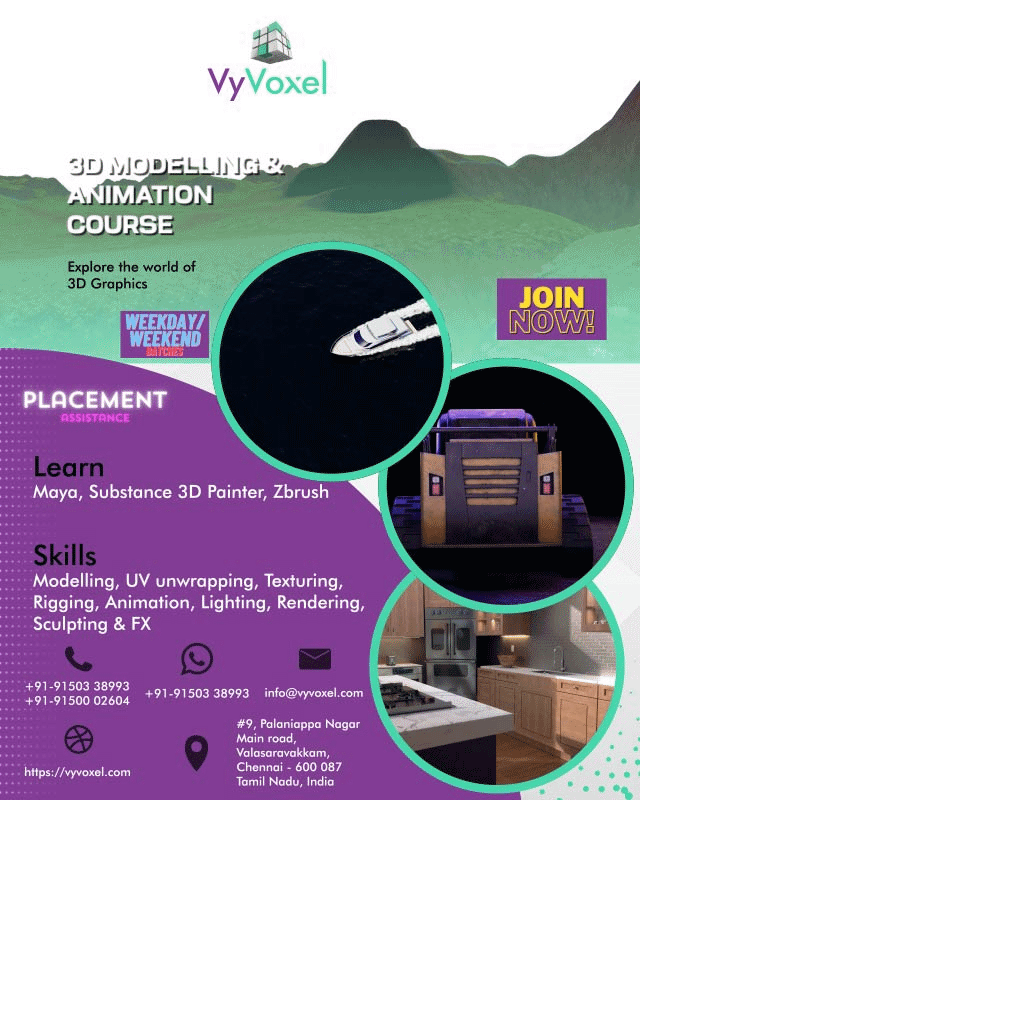 VyVoxel
3D MODELLING &
ANIMATION
COURSE
Explore the world of
3D Graphics
WEEKDAY/
WEEKEND
BATCHES
JOIN
NOW!
PLACEMENT
ASSISTANCE
Learn
Maya, Substance 3D Painter, Zbrush
Skills
Modelling, UV unwrapping, Texturing,
Rigging, Animation, Lighting, Rendering,
Sculpting & FX
+91-91503 38993
+91-91500 02604
+91-91503 38993
info@vyvoxel.com
https://vyvoxel.com
#9, Palaniappa Nagar
Main road,
Valasaravakkam,
Chennai - 600 087
Tamil Nadu, India